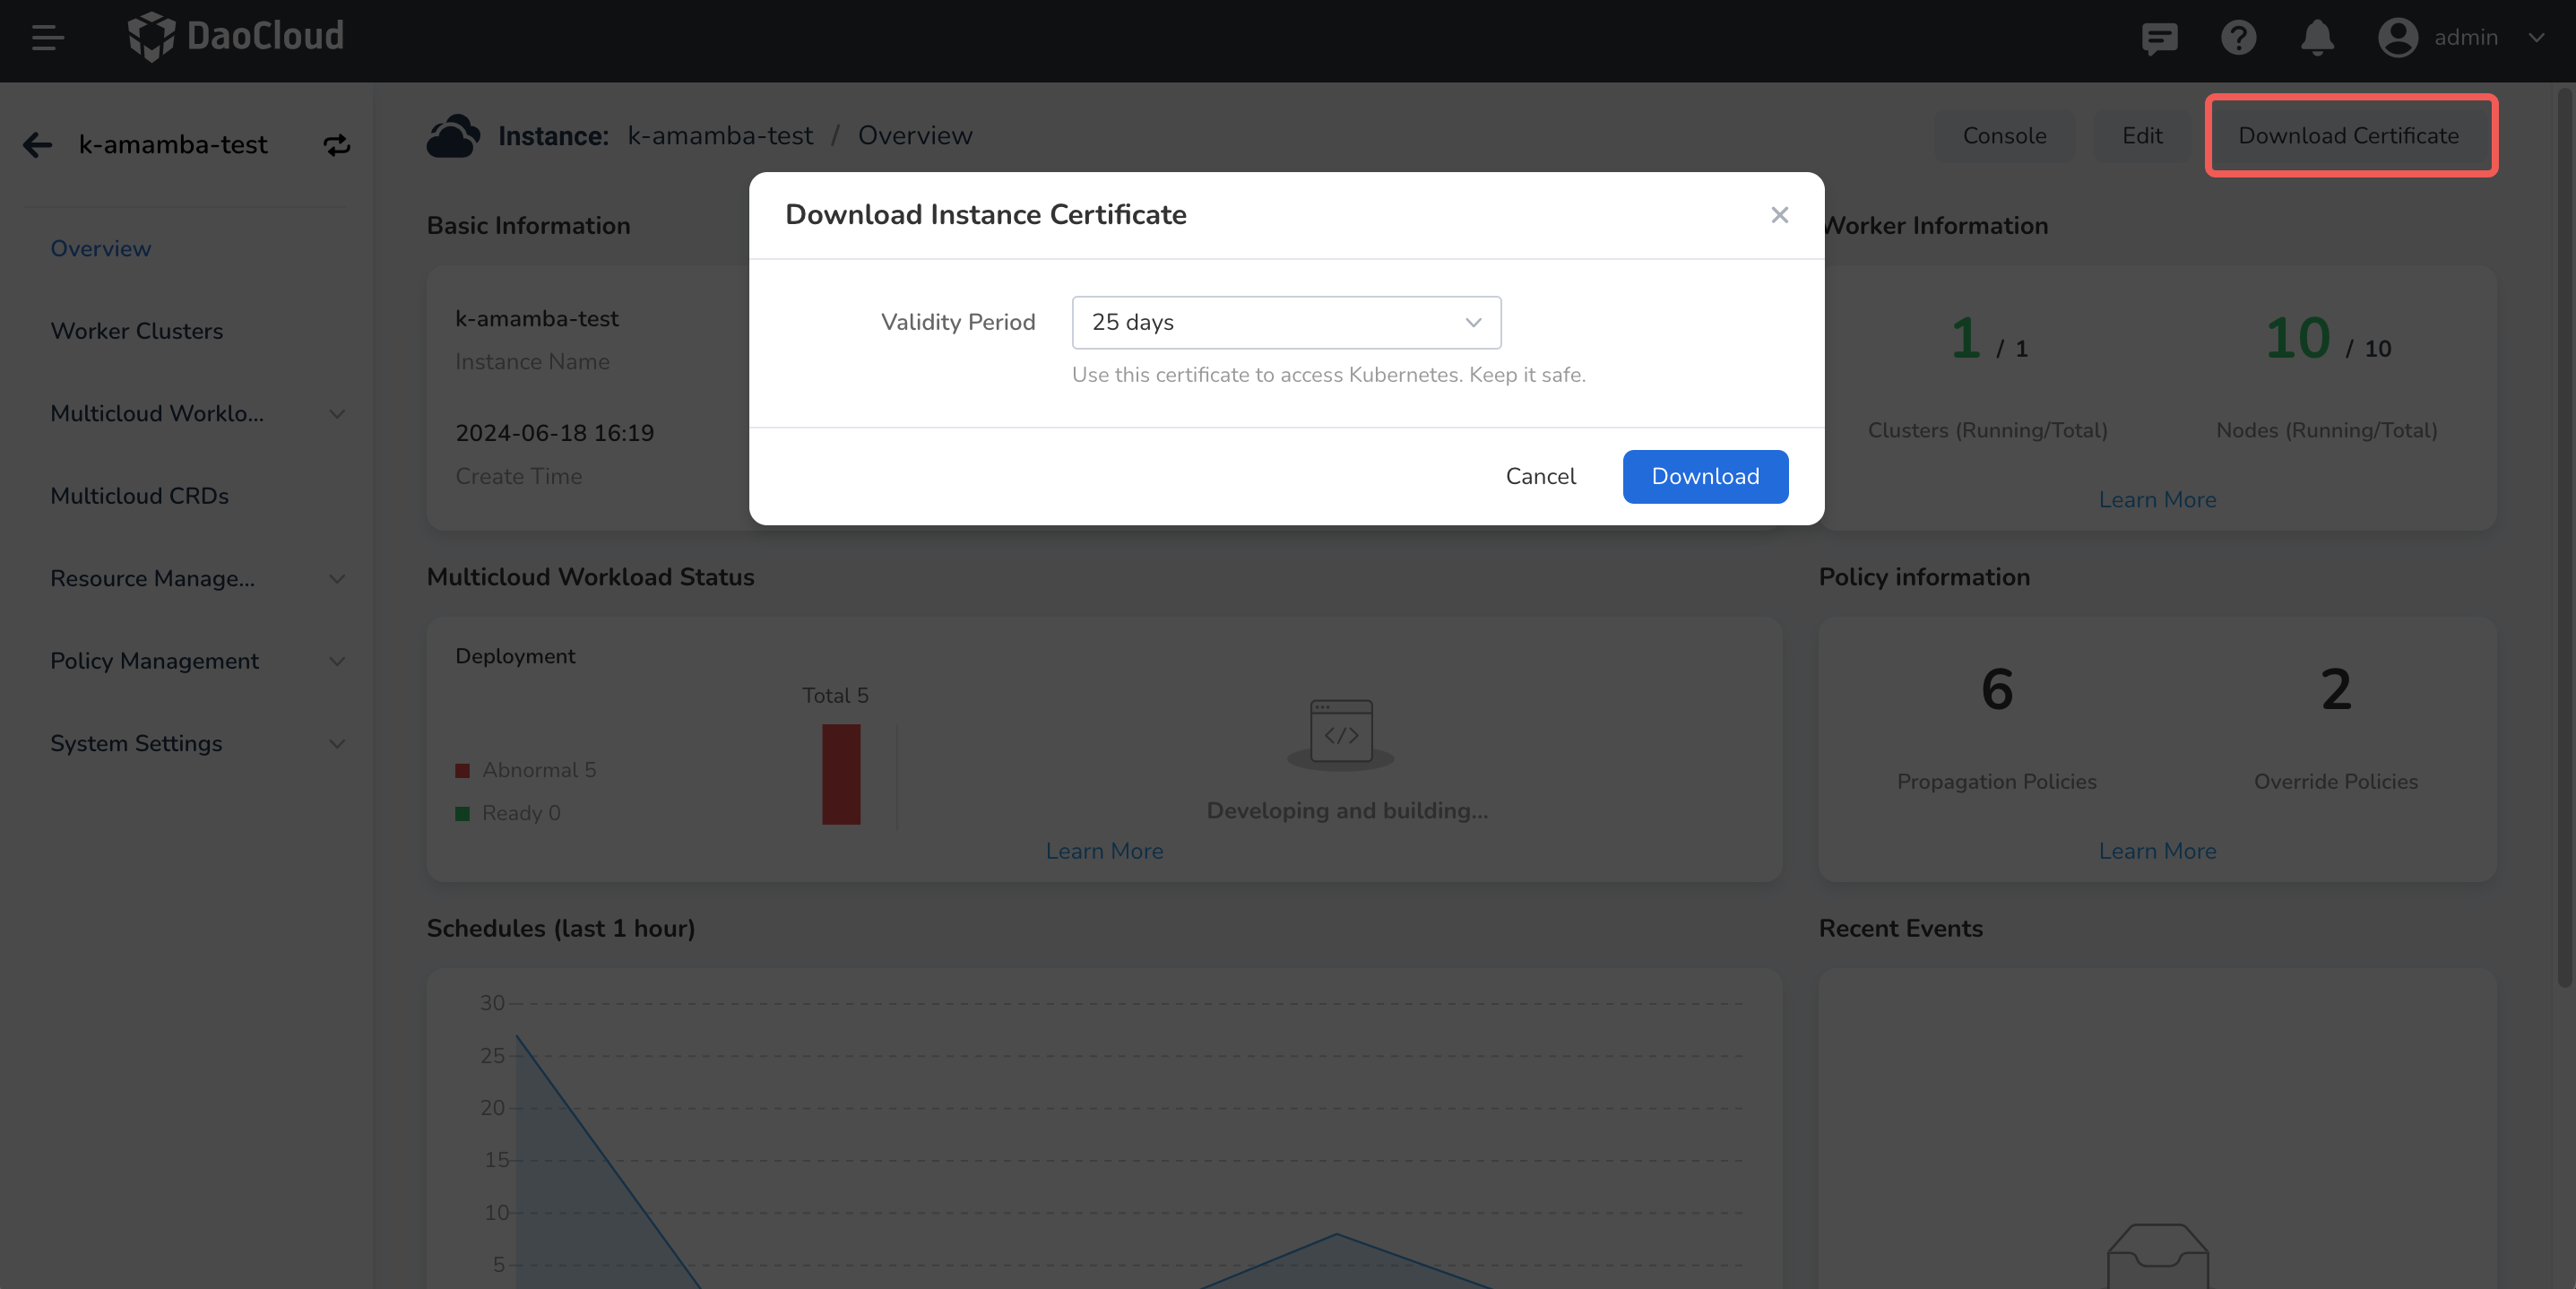 DaoCloud
admin
k-amamba-test
Overview
Worker Clusters
Multicloud Worklo...
Multicloud CRDs
Resource Manage...
Policy Management
System Settings
Instance: k-amamba-test / Overview
Console
Edit
Download Certificate
Download Instance Certificate
Validity Period
25 days
Use this certificate to access Kubernetes. Keep it safe.
Cancel
Download
Basic Information
k-amamba-test
Instance Name
2024-06-18 16:19
Create Time
Worker Information
1 / 1
Clusters (Running/Total)
10 / 10
Nodes (Running/Total)
Learn More
Multicloud Workload Status
Deployment
Total 5
Abnormal 5
Ready 0
</>
Developing and building...
Learn More
Policy information
6
Propagation Policies
2
Override Policies
Learn More
Schedules (last 1 hour)
30
25
20
15
10
5
Recent Events